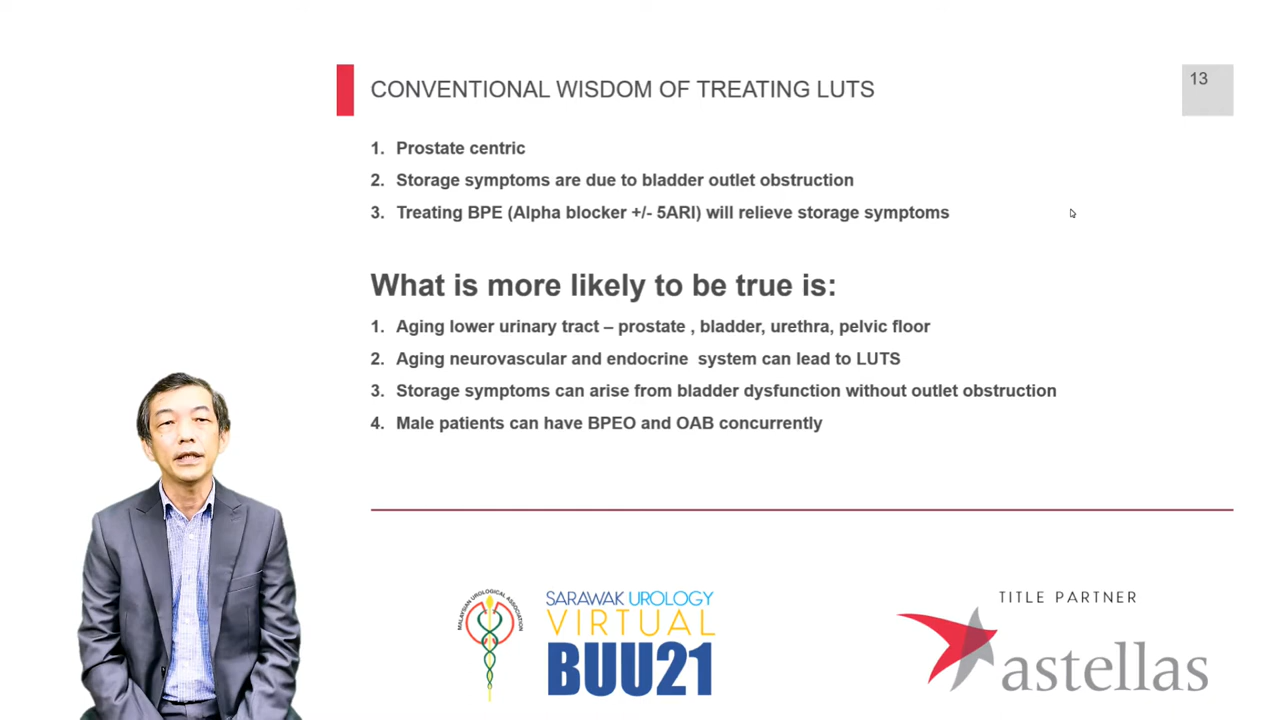 CONVENTIONAL WISDOM OF TREATING LUTS
13
1. Prostate centric
2. Storage symptoms are due to bladder outlet obstruction
3. Treating BPE (Alpha blocker +/- 5ARI) will relieve storage symptoms
What is more likely to be true is:
1. Aging lower urinary tract – prostate , bladder, urethra, pelvic floor
2. Aging neurovascular and endocrine system can lead to LUTS
3. Storage symptoms can arise from bladder dysfunction without outlet obstruction
4. Male patients can have BPEO and OAB concurrently
MALAYSIAN UROLOGICAL ASSOCIATION
SARAWAK UROLOGY
VIRTUAL
BUU21
TITLE PARTNER
astellas